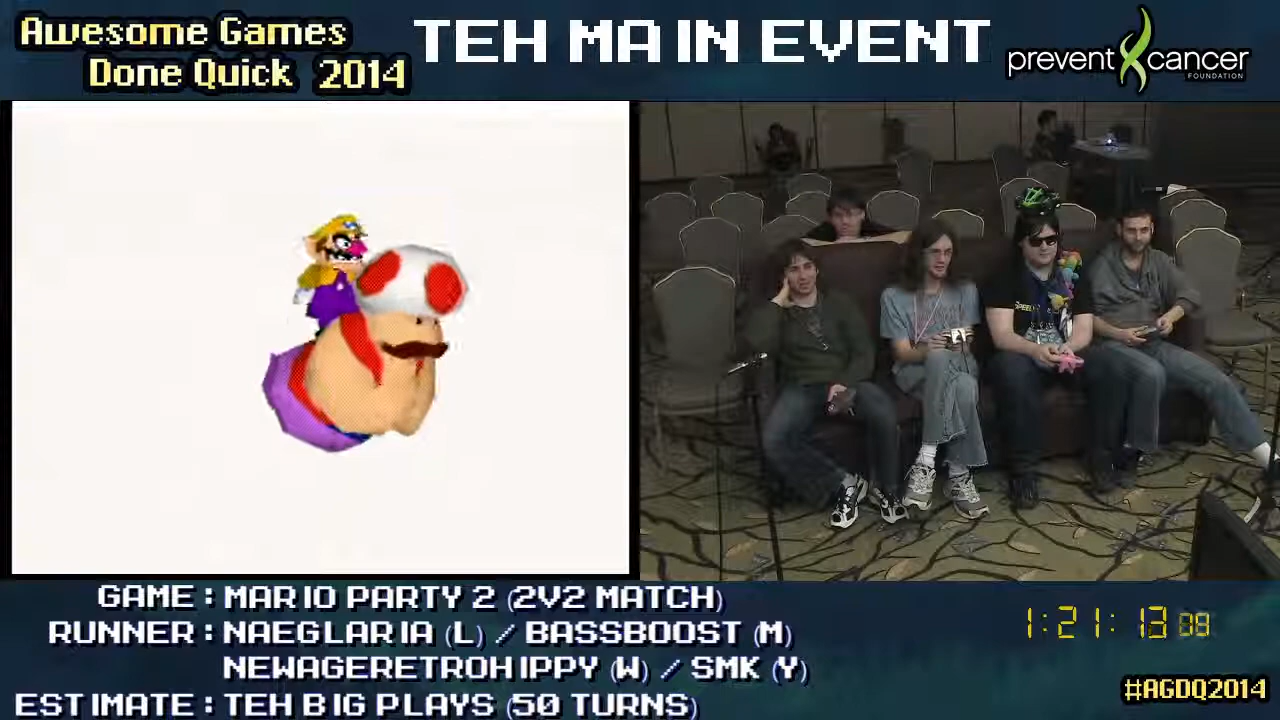 Awesome Games
Done Quick 2014
TEH MAIN EVENT
prevent cancer
FOUNDATION
GAME : MARIO PARTY 2 (2V2 MATCH)
RUNNER : NAEGLARIA (L) / BASSBOOST (M)
NEWAGERETROHIPPY (W) / SMK (Y)
ESTIMATE : TEH BIG PLAYS (50 TURNS)
1:21:13
#AGDQ2014